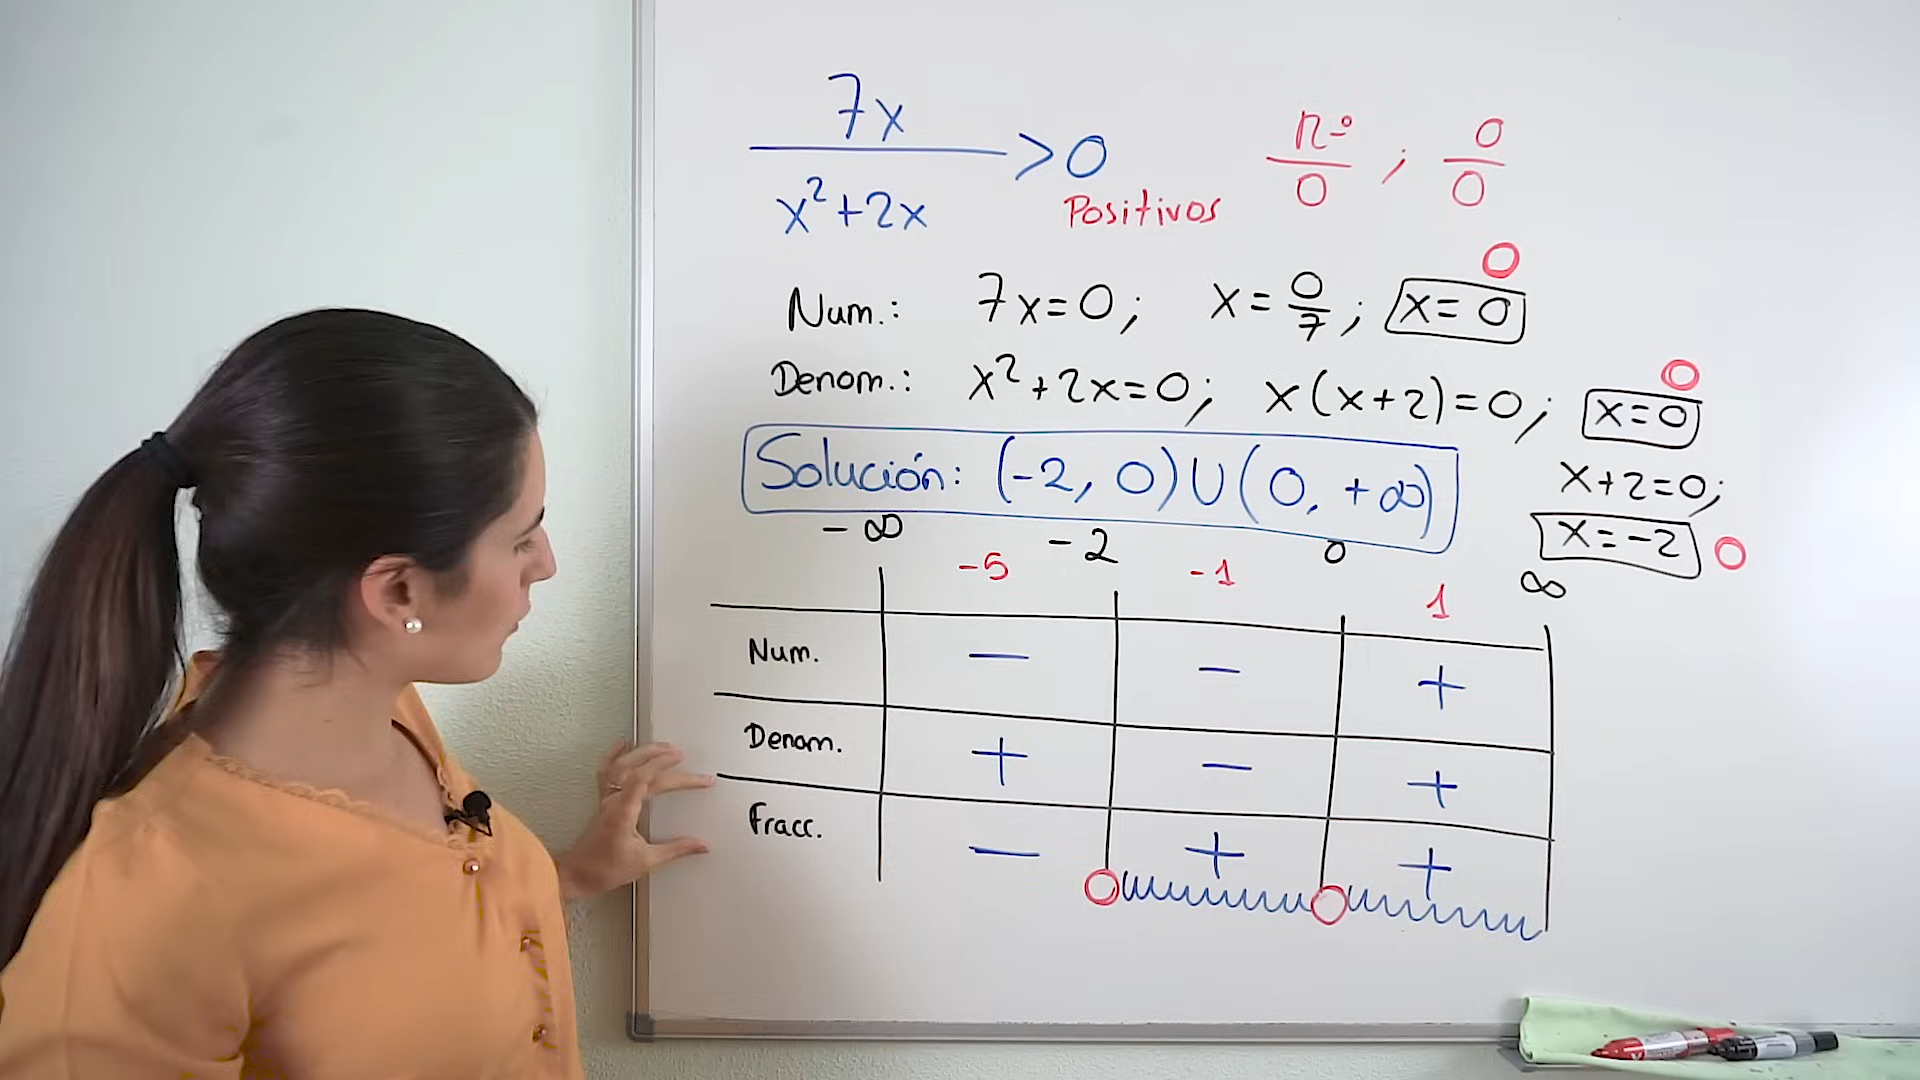 7x
x²+2x
>0
Positivos
nº
0
;
0
0
Num.: 7x=0; x=0/7; x=0
0
Denom.: x²+2x=0; x(x+2)=0; x=0
0
x+2=0;
x=-2 0
Solución: (-2, 0)U(0, +∞)
-∞ -2 0 ∞
-5 -1 1
Num. — — +
Denom. + — +
Fracc. — + +